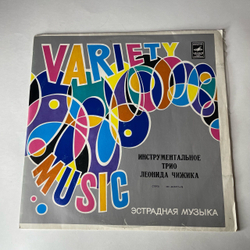 VARIETY
MUSIC
ИНСТРУМЕНТАЛЬНОЕ
ТРИО
ЛЕОНИДА ЧИЖИКА
ЭСТРАДНАЯ МУЗЫКА